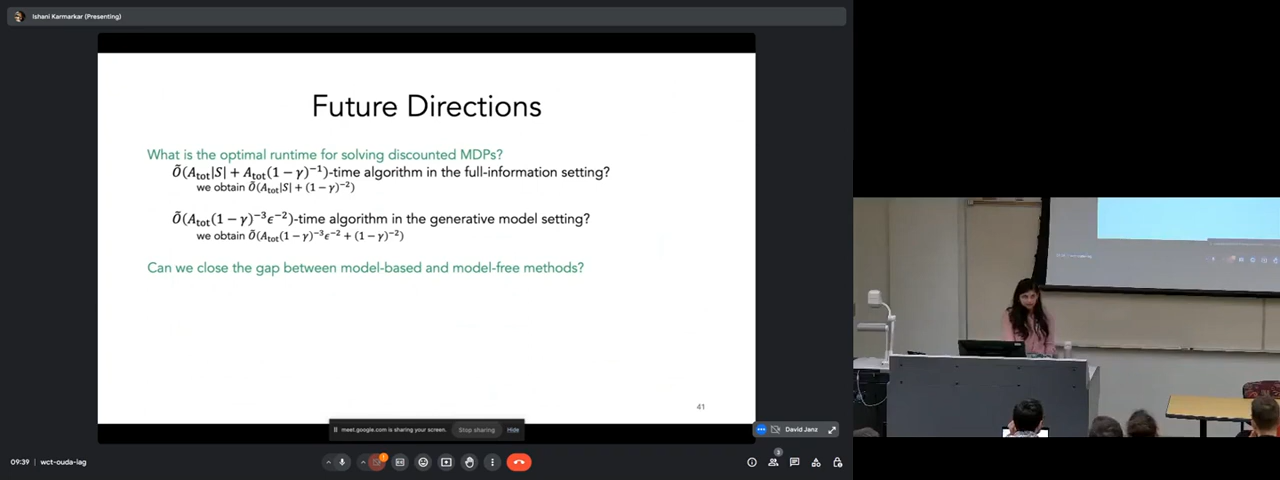 Ishani Karmarkar (Presenting)
Future Directions
What is the optimal runtime for solving discounted MDPs?
Õ(A_tot|S| + A_tot(1 − γ)⁻¹)-time algorithm in the full-information setting?
we obtain Õ(A_tot|S| + (1 − γ)⁻²)
Õ(A_tot(1 − γ)⁻³ϵ⁻²)-time algorithm in the generative model setting?
we obtain Õ(A_tot(1 − γ)⁻³ϵ⁻² + (1 − γ)⁻²)
Can we close the gap between model-based and model-free methods?
41
meet.google.com is sharing your screen.
Stop sharing
Hide
David Janz
09:39 | wct-ouda-iag